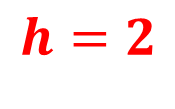 h = 2